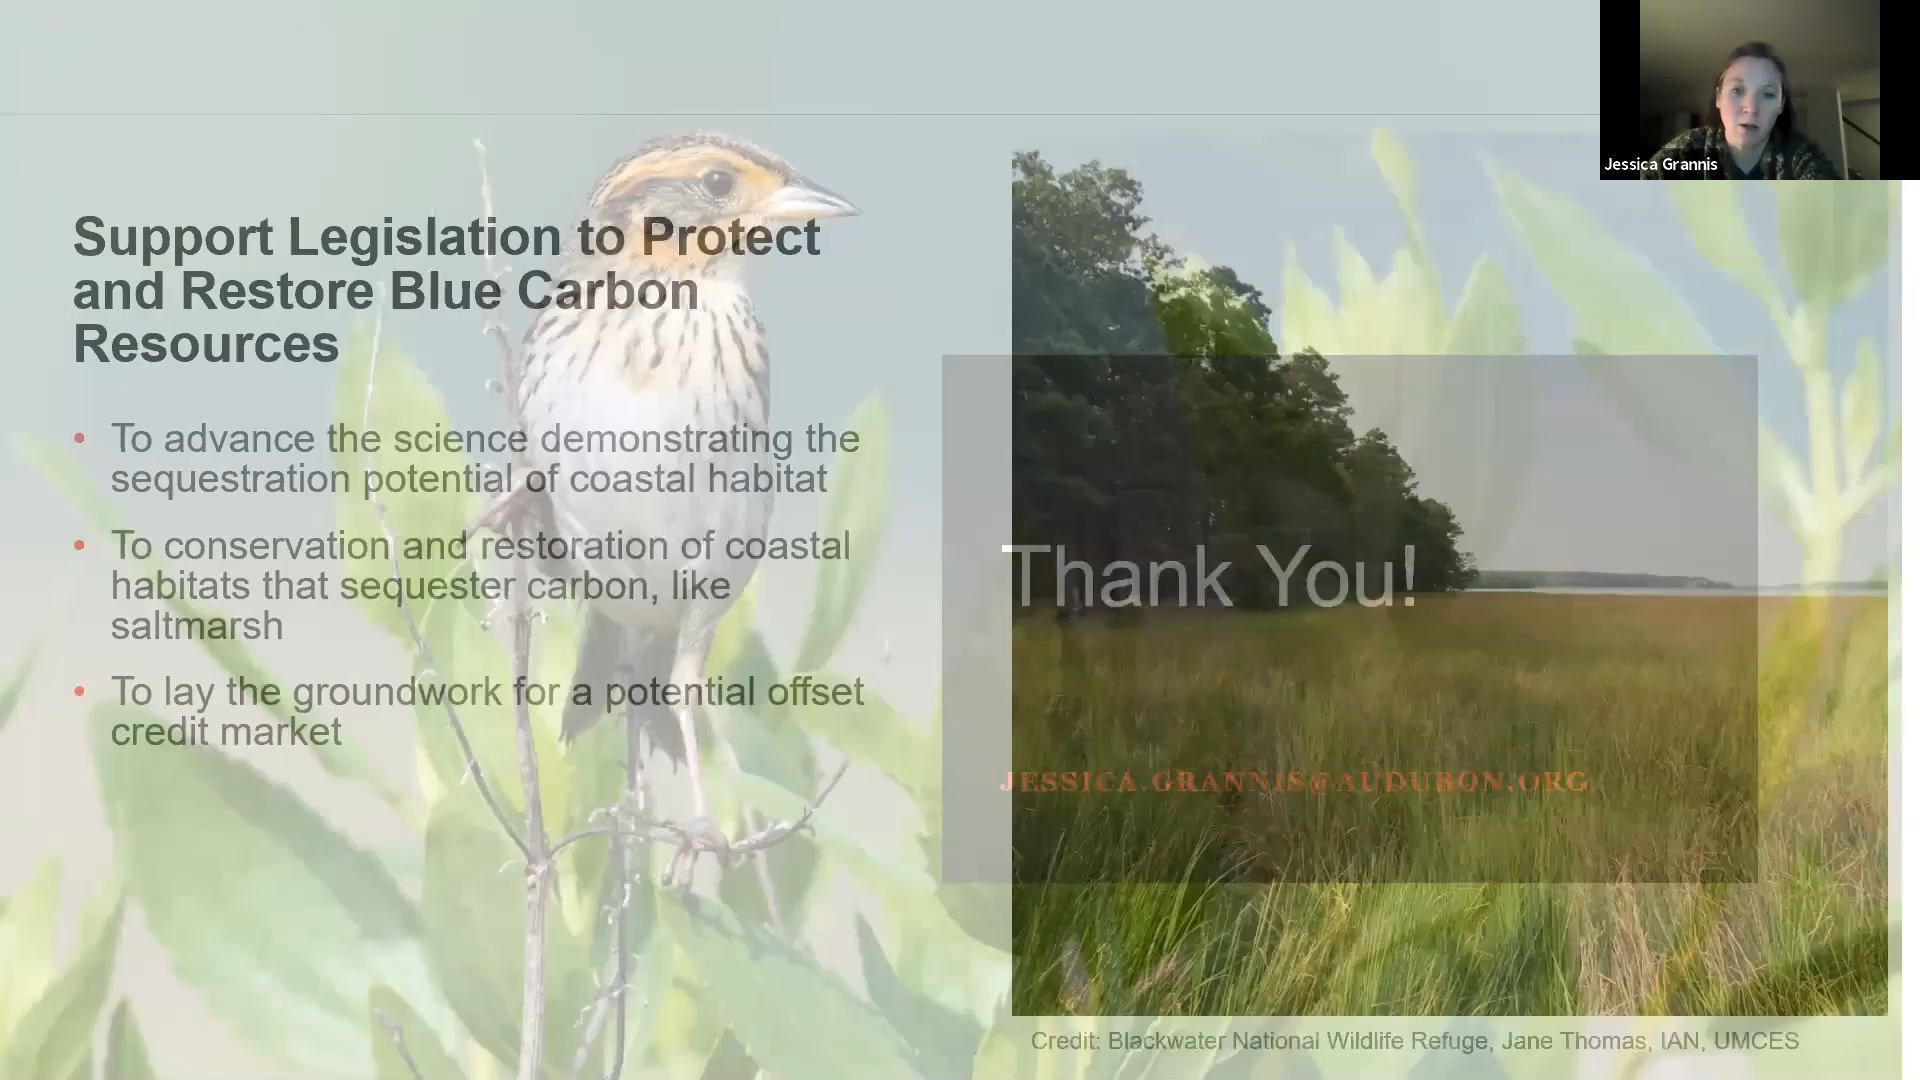 Jessica Grannis
Support Legislation to Protect
and Restore Blue Carbon
Resources
• To advance the science demonstrating the
sequestration potential of coastal habitat
• To conservation and restoration of coastal
habitats that sequester carbon, like
saltmarsh
• To lay the groundwork for a potential offset
credit market
Thank You!
JESSICA.GRANNIS@AUDUBON.ORG
Credit: Blackwater National Wildlife Refuge, Jane Thomas, IAN, UMCES